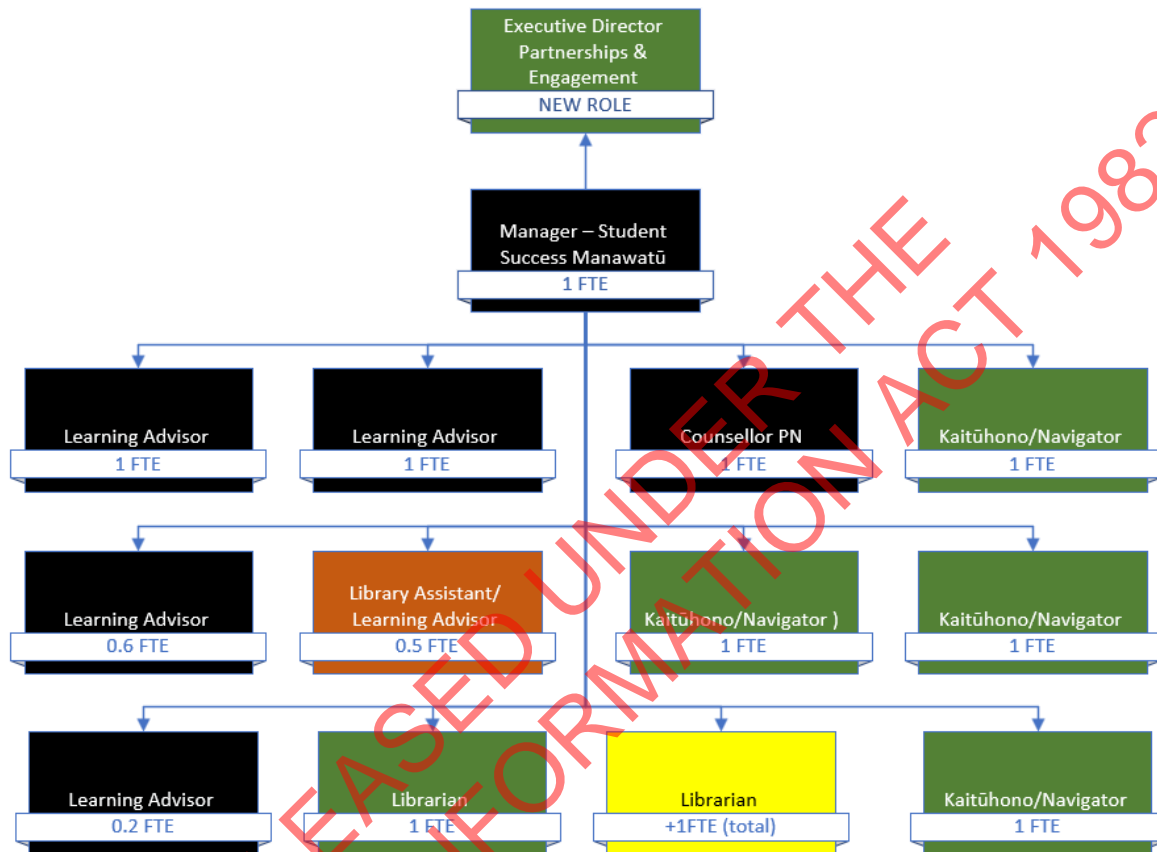 Executive Director
Partnerships &
Engagement
NEW ROLE
Manager – Student
Success Manawatū
1 FTE
Learning Advisor
1 FTE
Learning Advisor
1 FTE
Counsellor PN
1 FTE
Kaitūhono/Navigator
1 FTE
Learning Advisor
0.6 FTE
Library Assistant/
Learning Advisor
0.5 FTE
Kaitūhono/Navigator )
1 FTE
Kaitūhono/Navigator
1 FTE
Learning Advisor
0.2 FTE
Librarian
1 FTE
Librarian
+1FTE (total)
Kaitūhono/Navigator
1 FTE
EASED UNDER THE
FORMATION ACT 1982